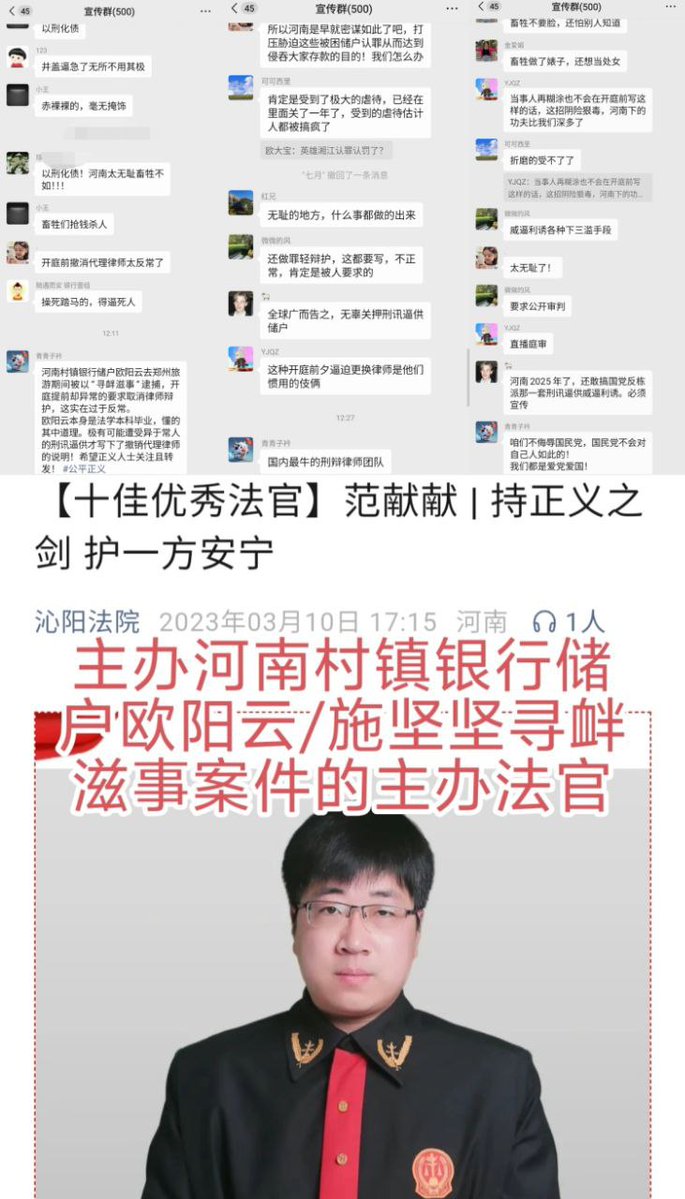 45
宣传群(500)
以刑化债
123
井盖逼急了无所不用其极
小王
赤裸裸的，毫无掩饰
以刑化债！河南太无耻畜牲不
如!!!
小王
畜牲们抢钱杀人
开庭前撤消代理律师太反常了
操死踏马的，得逼死人
12:11
青青子衿
河南村镇银行储户欧阳云去郑州旅
游期间被以“寻衅滋事”逮捕，开
庭提前却异常的要求取消律师辩
护，这实在过于反常。
欧阳云本身是法学本科毕业，懂的
其中道理。极有可能遭受异于常人
的刑讯逼供才写下了撤销代理律师
的说明！希望正义人士关注且转
发！ #公平正义
45
宣传群(500)
所以河南是早就密谋如此了吧，打
压胁迫这些被困储户认罪从而达到
侵吞大家存款的目的！我们怎么办
可可西里
肯定是受到了极大的虐待，已经在
里面关了一年了，受到的虐待估计
人都被搞疯了
欧大宝：英雄湘江认罪认罚了？
“七月” 撤回了一条消息
红兄
无耻的地方，什么事都做的出来
微微的风
还做罪轻辩护，这都要写，不正
常，肯定是被人要求的
全球广而告之，无辜关押刑讯逼供
储户
YJQZ
这种开庭前夕逼迫更换律师是他们
惯用的伎俩
12:27
青青子衿
国内最牛的刑辩律师团队
45
宣传群(500)
畜牲不要脸，还怕别人知道
金爱娟
畜牲做了婊子，还想当处女
YJQZ
当事人再糊涂也不会在开庭前写这
样的话，这招阴险狠毒，河南下的
功夫比我们深多了
可可西里
折磨的受不了了
YJQZ：当事人再糊涂也不会在开庭前写
这样的话，这招阴险狠毒，河南下的功...
微微的风
威逼利诱各种下三滥手段
太无耻了！
微微的风
要求公开审判
YJQZ
直播庭审
河南 2025 年了，还敢搞国党反栋
派那一套刑讯逼供威逼利诱。必须
宣传
青青子衿
咱们不侮辱国民党，国民党不会对
自己人如此的！
我们都是爱党爱国！
【十佳优秀法官】范献献 | 持正义之
剑 护一方安宁
沁阳法院 2023年03月10日 17:15 河南 1人
主办河南村镇银行储
户欧阳云/施坚坚寻衅
滋事案件的主办法官